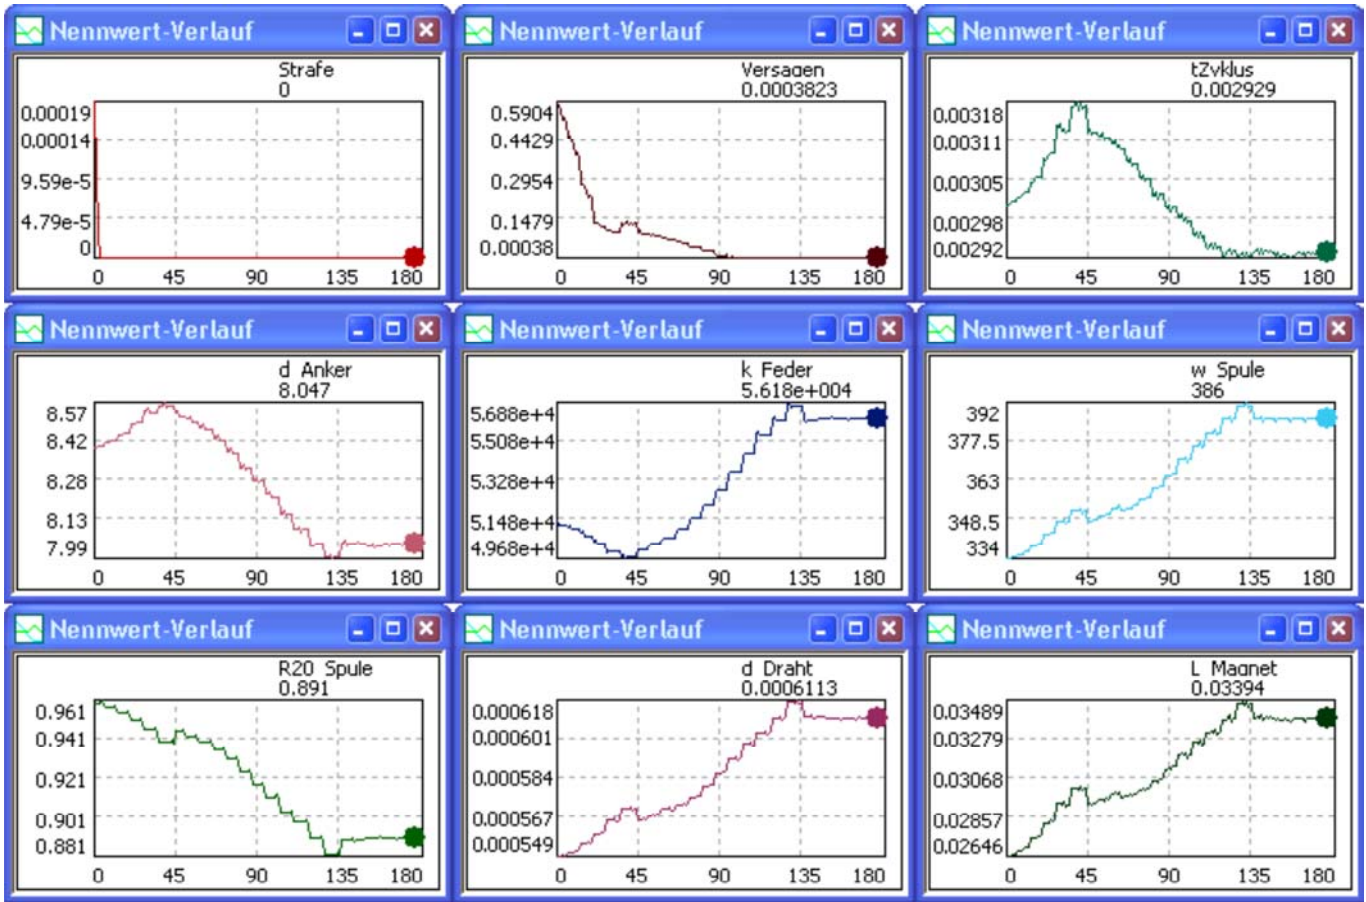 Nennwert-Verlauf
Strafe
0
0.00019
0.00014
9.59e-5
4.79e-5
0
0 45 90 135 180
Nennwert-Verlauf
Versagen
0.0003823
0.5904
0.4429
0.2954
0.1479
0.00038
0 45 90 135 180
Nennwert-Verlauf
tZyklus
0.002929
0.00318
0.00311
0.00305
0.00298
0.00292
0 45 90 135 180
Nennwert-Verlauf
d Anker
8.047
8.57
8.42
8.28
8.13
7.99
0 45 90 135 180
Nennwert-Verlauf
k Feder
5.618e+004
5.688e+4
5.508e+4
5.328e+4
5.148e+4
4.968e+4
0 45 90 135 180
Nennwert-Verlauf
w Spule
386
392
377.5
363
348.5
334
0 45 90 135 180
Nennwert-Verlauf
R20 Spule
0.891
0.961
0.941
0.921
0.901
0.881
0 45 90 135 180
Nennwert-Verlauf
d Draht
0.0006113
0.000618
0.000601
0.000584
0.000567
0.000549
0 45 90 135 180
Nennwert-Verlauf
L Magnet
0.03394
0.03489
0.03279
0.03068
0.02857
0.02646
0 45 90 135 180